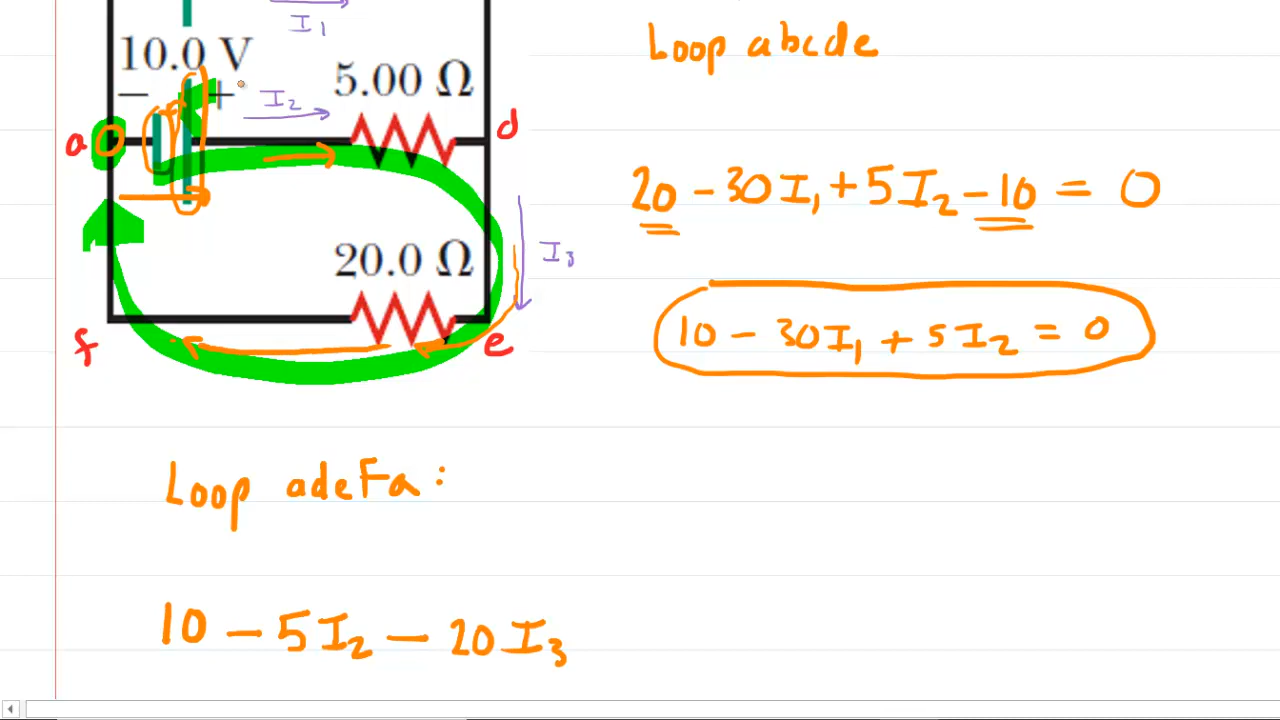 I₁
10.0 V
− +
I₂
5.00 Ω
a
d
I₃
20.0 Ω
f
e
Loop abcde
20 − 30I₁ + 5I₂ − 10 = 0
10 − 30I₁ + 5I₂ = 0
Loop adeFa:
10 − 5I₂ − 20I₃